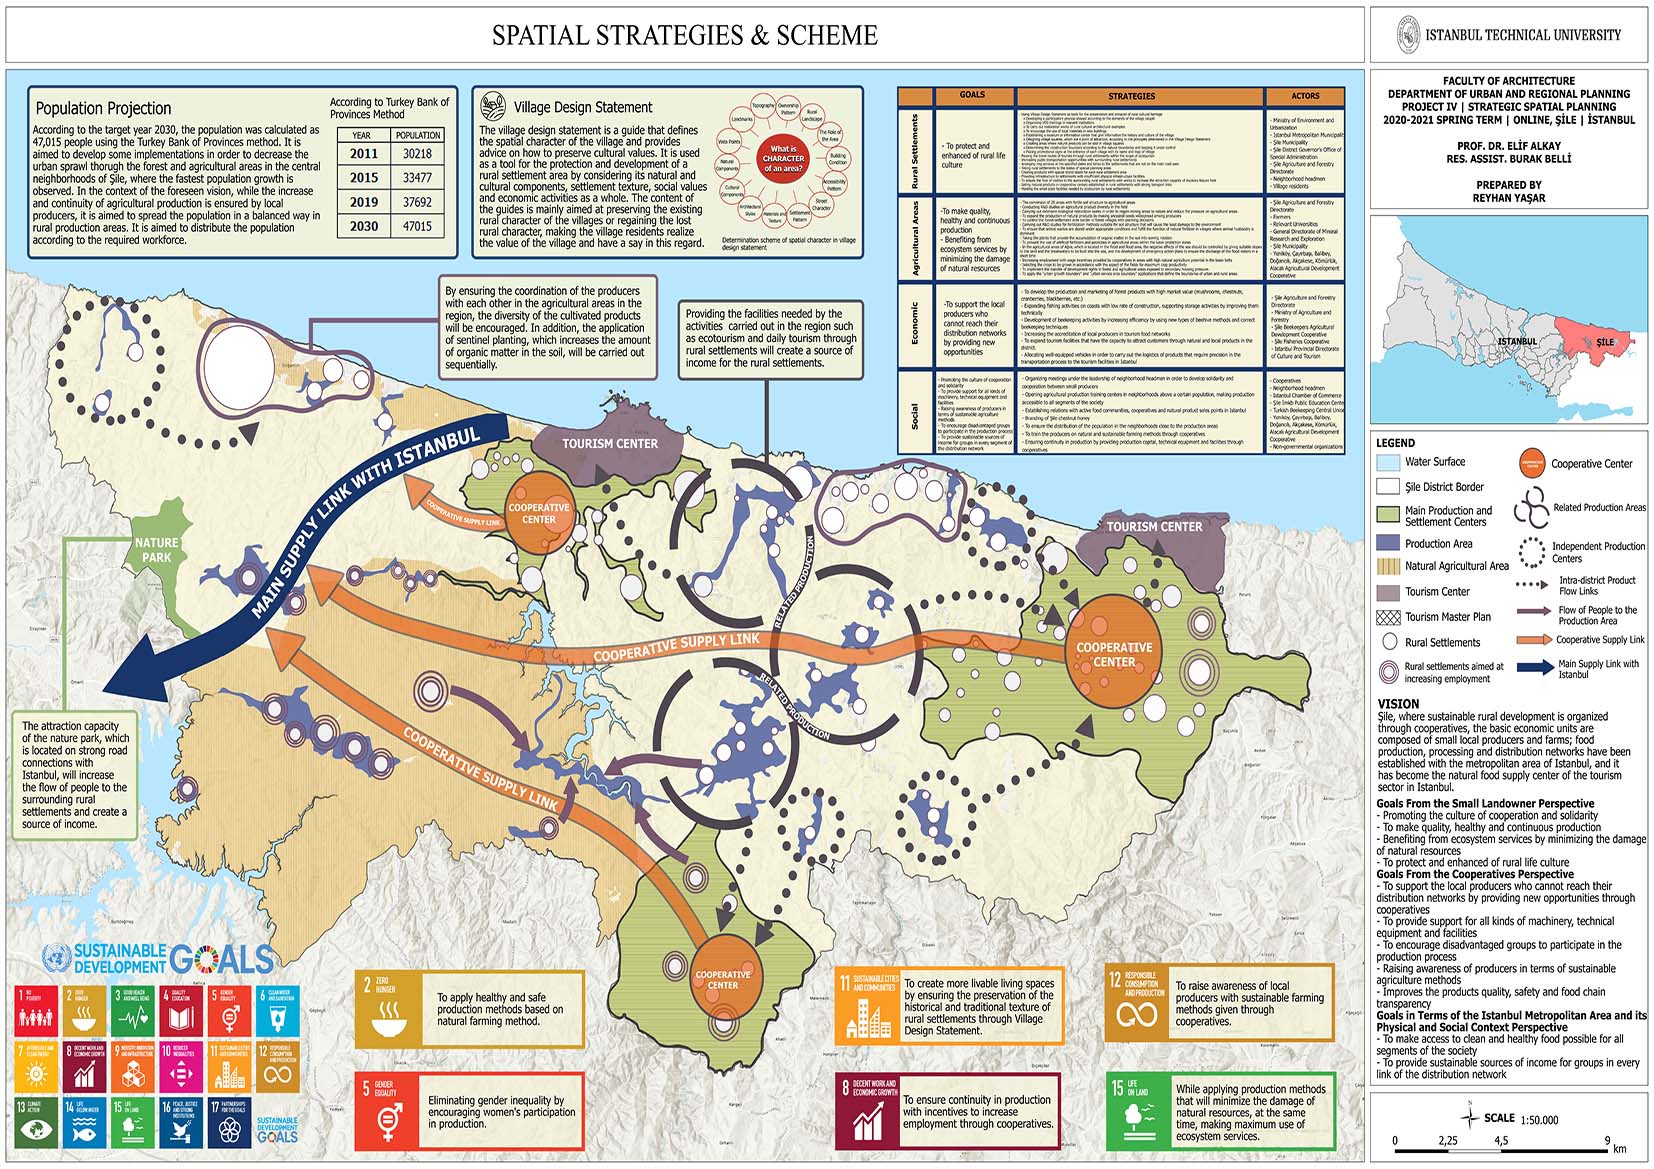 SPATIAL STRATEGIES & SCHEME
ISTANBUL TECHNICAL UNIVERSITY
FACULTY OF ARCHITECTURE
DEPARTMENT OF URBAN AND REGIONAL PLANNING
PROJECT IV | STRATEGIC SPATIAL PLANNING
2020-2021 SPRING TERM | ONLINE, ŞİLE | İSTANBUL
PROF. DR. ELİF ALKAY
RES. ASSIST. BURAK BELLİ
PREPARED BY
REYHAN YAŞAR
Population Projection
According to the target year 2030, the population was calculated as
47,015 people using the Turkey Bank of Provinces method. It is
aimed to develop some implementations in order to decrease the
urban sprawl thorugh the forest and agricultural areas in the central
neighborhoods of Şile, where the fastest population growth is
observed. In the context of the foreseen vision, while the increase
and continuity of agricultural production is ensured by local
producers, it is aimed to spread the population in a balanced way in
rural production areas. It is aimed to distribute the population
according to the required workforce.
According to Turkey Bank of
Provinces Method
YEAR POPULATION
2011 30218
2015 33477
2019 37692
2030 47015
Village Design Statement
The village design statement is a guide that defines
the spatial character of the village and provides
advice on how to preserve cultural values. It is used
as a tool for the protection and development of a
rural settlement area by considering its natural and
cultural components, settlement texture, social values
and economic activities as a whole. The content of
the guides is mainly aimed at preserving the existing
rural character of the villages or regaining the lost
rural character, making the village residents realize
the value of the village and have a say in this regard.
What is
CHARACTER
of an area?
Topography
Ownership
Pattern
Rural
Landscape
The Role of
the Area
Building
Condition
Components
Accessibility
Pattern
Street
Character
Settlement
Pattern
Materials and
Texture
Architectural
Styles
Cultural
Components
Natural
Components
Vista Points
Landmarks
Determination scheme of spatial character in village
design statement
GOALS STRATEGIES ACTORS
Rural Settlements
- To protect and
enhanced of rural life
culture
- Ministry of Environment and
Urbanization
- Istanbul Metropolitan Municipalit
- Şile Municipality
- Şile District Governor's Office of
Special Administration
- Şile Agriculture and Forestry
Directorate
- Neighborhood headmen
- Village residents
Agricultural Areas
-To make quality,
healthy and continuous
production
- Benefiting from
ecosystem services by
minimizing the damage
of natural resources
- Şile Agriculture and Forestry
Directorate
- Farmers
- Relevant Universities
- General Directorate of Mineral
Research and Exploration
- Şile Municipality
- Yeniköy, Çayırbaşı, Balibey,
Doğancılı, Akçakese, Kömürlük,
Alacalı Agricultural Development
Cooperative
Economic
-To support the local
producers who
cannot reach their
distribution networks
by providing new
opportunities
- To develop the production and marketing of forest products with high market value (mushrooms, chestnuts,
cranberries, blackberries, etc.)
- Expanding fishing activities on coasts with low rate of construction, supporting storage activities by improving them
technically
- Development of beekeeping activities by increasing efficiency by using new types of beehive methods and correct
beekeeping techniques
- Increasing the accreditation of local producers in tourism food networks
- To expand tourism facilities that have the capacity to attract customers through natural and local products in the
district.
- Allocating well-equipped vehicles in order to carry out the logistics of products that require precision in the
transportation process to the tourism facilities in Istanbul
- Şile Agriculture and Forestry
Directorate
- Ministry of Agriculture and
Forestry
- Şile Beekeepers Agricultural
Development Cooperative
- Şile Fisheries Cooperative
- Istanbul Provincial Directorate
of Culture and Tourism
Social
- Promoting the culture of cooperation
and solidarity
- To provide support for all kinds of
machinery, technical equipment and
facilities
- Raising awareness of producers in
terms of sustainable agriculture
methods
- To encourage disadvantaged groups
to participate in the production process
- To provide sustainable sources of
income for groups in every segment of
the distribution network
- Organizing meetings under the leadership of neighborhood headmen in order to develop solidarity and
cooperation between small producers
- Opening agricultural production training centers in neighborhoods above a certain population, making production
accessible to all segments of the society
- Establishing relations with active food communities, cooperatives and natural product sales points in Istanbul
- Branding of Şile chestnut honey
- To ensure the distribution of the population in the neighborhoods close to the production areas
- To train the producers on natural and sustainable farming methods through cooperatives
- Ensuring continuity in production by providing production capital, technical equipment and facilities through
cooperatives
- Cooperatives
- Neighborhood headmen
- Istanbul Chamber of Commerce
- Şile İmkb Public Education Cente
- Turkish Beekeeping Central Union
- Yeniköy, Çayırbaşı, Balibey,
Doğancılı, Akçakese, Kömürlük,
Alacalı Agricultural Development
Cooperative
- Non-governmental organizations
By ensuring the coordination of the producers
with each other in the agricultural areas in the
region, the diversity of the cultivated products
will be encouraged. In addition, the application
of sentinel planting, which increases the amount
of organic matter in the soil, will be carried out
sequentially.
Providing the facilities needed by the
activities carried out in the region such
as ecotourism and daily tourism through
rural settlements will create a source of
income for the rural settlements.
TOURISM CENTER
TOURISM CENTER
NATURE
PARK
MAIN SUPPLY LINK WITH ISTANBUL
COOPERATIVE SUPPLY LINK
COOPERATIVE
CENTER
RELATED PRODUCTION
COOPERATIVE SUPPLY LINK
COOPERATIVE
CENTER
RELATED PRODUCTION
COOPERATIVE SUPPLY LINK
COOPERATIVE
CENTER
The attraction capacity
of the nature park, which
is located on strong road
connections with
Istanbul, will increase
the flow of people to the
surrounding rural
settlements and create a
source of income.
ISTANBUL
ŞİLE
LEGEND
Water Surface
Şile District Border
Main Production and
Settlement Centers
Production Area
Natural Agricultural Area
Tourism Center
Tourism Master Plan
Rural Settlements
Rural settlements aimed at
increasing employment
Cooperative Center
Related Production Areas
Independent Production
Centers
Intra-district Product
Flow Links
Flow of People to the
Production Area
Cooperative Supply Link
Main Supply Link with
Istanbul
VISION
Şile, where sustainable rural development is organized
through cooperatives, the basic economic units are
composed of small local producers and farms; food
production, processing and distribution networks have been
established with the metropolitan area of Istanbul, and it
has become the natural food supply center of the tourism
sector in Istanbul.
Goals From the Small Landowner Perspective
- Promoting the culture of cooperation and solidarity
- To make quality, healthy and continuous production
- Benefiting from ecosystem services by minimizing the damage
of natural resources
- To protect and enhanced of rural life culture
Goals From the Cooperatives Perspective
- To support the local producers who cannot reach their
distribution networks by providing new opportunities through
cooperatives
- To provide support for all kinds of machinery, technical
equipment and facilities
- To encourage disadvantaged groups to participate in the
production process
- Raising awareness of producers in terms of sustainable
agriculture methods
- Improves the products quality, safety and food chain
transparency
Goals in Terms of the Istanbul Metropolitan Area and its
Physical and Social Context Perspective
- To make access to clean and healthy food possible for all
segments of the society
- To provide sustainable sources of income for groups in every
link of the distribution network
N
SCALE 1:50.000
0 2,25 4,5 9
km
SUSTAINABLE
DEVELOPMENT GOALS
1 NO POVERTY
2 ZERO HUNGER
3 GOOD HEALTH AND WELL-BEING
4 QUALITY EDUCATION
5 GENDER EQUALITY
6 CLEAN WATER AND SANITATION
7 AFFORDABLE AND CLEAN ENERGY
8 DECENT WORK AND ECONOMIC GROWTH
9 INDUSTRY, INNOVATION AND INFRASTRUCTURE
10 REDUCED INEQUALITIES
11 SUSTAINABLE CITIES AND COMMUNITIES
12 RESPONSIBLE CONSUMPTION AND PRODUCTION
13 CLIMATE ACTION
14 LIFE BELOW WATER
15 LIFE ON LAND
16 PEACE, JUSTICE AND STRONG INSTITUTIONS
17 PARTNERSHIPS FOR THE GOALS
SUSTAINABLE
DEVELOPMENT
GOALS
2 ZERO
HUNGER
To apply healthy and safe
production methods based on
natural farming method.
5 GENDER
EQUALITY
Eliminating gender inequality by
encouraging women's participation
in production.
11 SUSTAINABLE CITIES
AND COMMUNITIES
To create more livable living spaces
by ensuring the preservation of the
historical and traditional texture of
rural settlements through Village
Design Statement.
8 DECENT WORK AND
ECONOMIC GROWTH
To ensure continuity in production
with incentives to increase
employment through cooperatives.
12 RESPONSIBLE
CONSUMPTION
AND PRODUCTION
To raise awareness of local
producers with sustainable farming
methods given through
cooperatives.
15 LIFE
ON LAND
While applying production methods
that will minimize the damage of
natural resources, at the same
time, making maximum use of
ecosystem services.